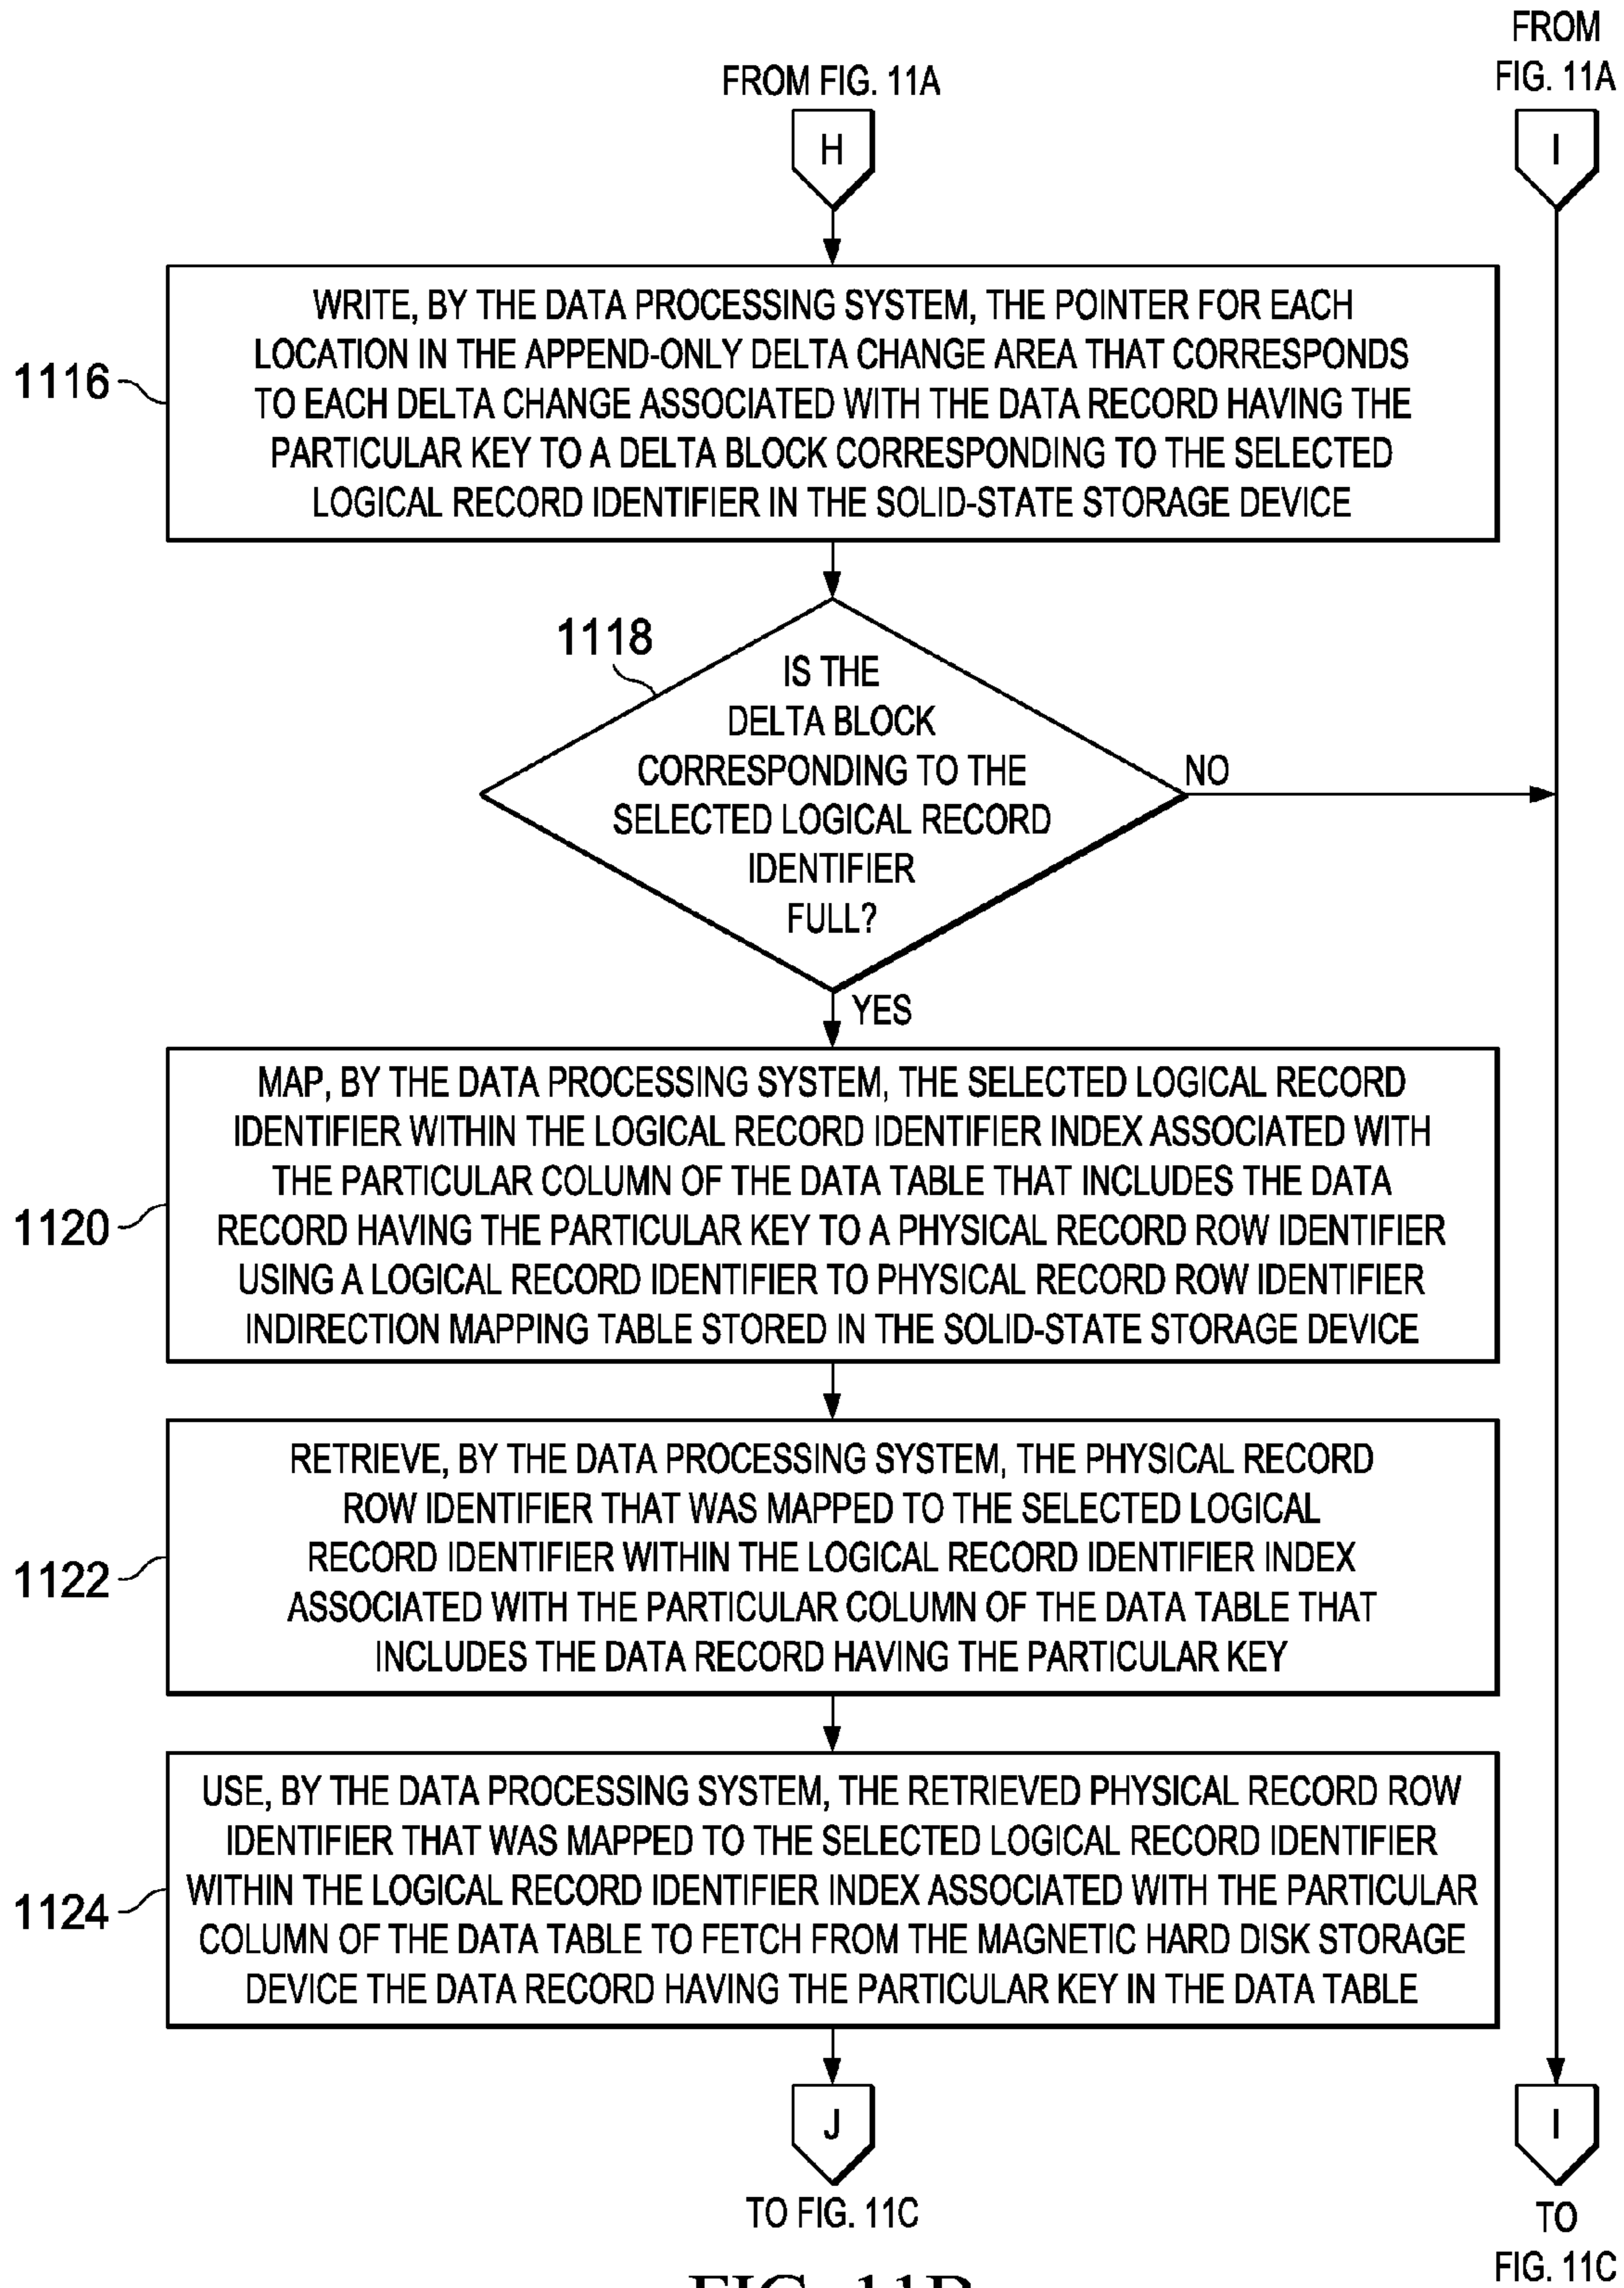 FROM FIG. 11A
FROM
FIG. 11A
H
I
WRITE, BY THE DATA PROCESSING SYSTEM, THE POINTER FOR EACH
LOCATION IN THE APPEND-ONLY DELTA CHANGE AREA THAT CORRESPONDS
TO EACH DELTA CHANGE ASSOCIATED WITH THE DATA RECORD HAVING THE
PARTICULAR KEY TO A DELTA BLOCK CORRESPONDING TO THE SELECTED
LOGICAL RECORD IDENTIFIER IN THE SOLID-STATE STORAGE DEVICE
1116
1118
IS THE
DELTA BLOCK
CORRESPONDING TO THE
SELECTED LOGICAL RECORD
IDENTIFIER
FULL?
NO
YES
MAP, BY THE DATA PROCESSING SYSTEM, THE SELECTED LOGICAL RECORD
IDENTIFIER WITHIN THE LOGICAL RECORD IDENTIFIER INDEX ASSOCIATED WITH
THE PARTICULAR COLUMN OF THE DATA TABLE THAT INCLUDES THE DATA
RECORD HAVING THE PARTICULAR KEY TO A PHYSICAL RECORD ROW IDENTIFIER
USING A LOGICAL RECORD IDENTIFIER TO PHYSICAL RECORD ROW IDENTIFIER
INDIRECTION MAPPING TABLE STORED IN THE SOLID-STATE STORAGE DEVICE
1120
RETRIEVE, BY THE DATA PROCESSING SYSTEM, THE PHYSICAL RECORD
ROW IDENTIFIER THAT WAS MAPPED TO THE SELECTED LOGICAL
RECORD IDENTIFIER WITHIN THE LOGICAL RECORD IDENTIFIER INDEX
ASSOCIATED WITH THE PARTICULAR COLUMN OF THE DATA TABLE THAT
INCLUDES THE DATA RECORD HAVING THE PARTICULAR KEY
1122
USE, BY THE DATA PROCESSING SYSTEM, THE RETRIEVED PHYSICAL RECORD ROW
IDENTIFIER THAT WAS MAPPED TO THE SELECTED LOGICAL RECORD IDENTIFIER
WITHIN THE LOGICAL RECORD IDENTIFIER INDEX ASSOCIATED WITH THE PARTICULAR
COLUMN OF THE DATA TABLE TO FETCH FROM THE MAGNETIC HARD DISK STORAGE
DEVICE THE DATA RECORD HAVING THE PARTICULAR KEY IN THE DATA TABLE
1124
J
I
TO FIG. 11C
TO
FIG. 11C
FIG. 11B